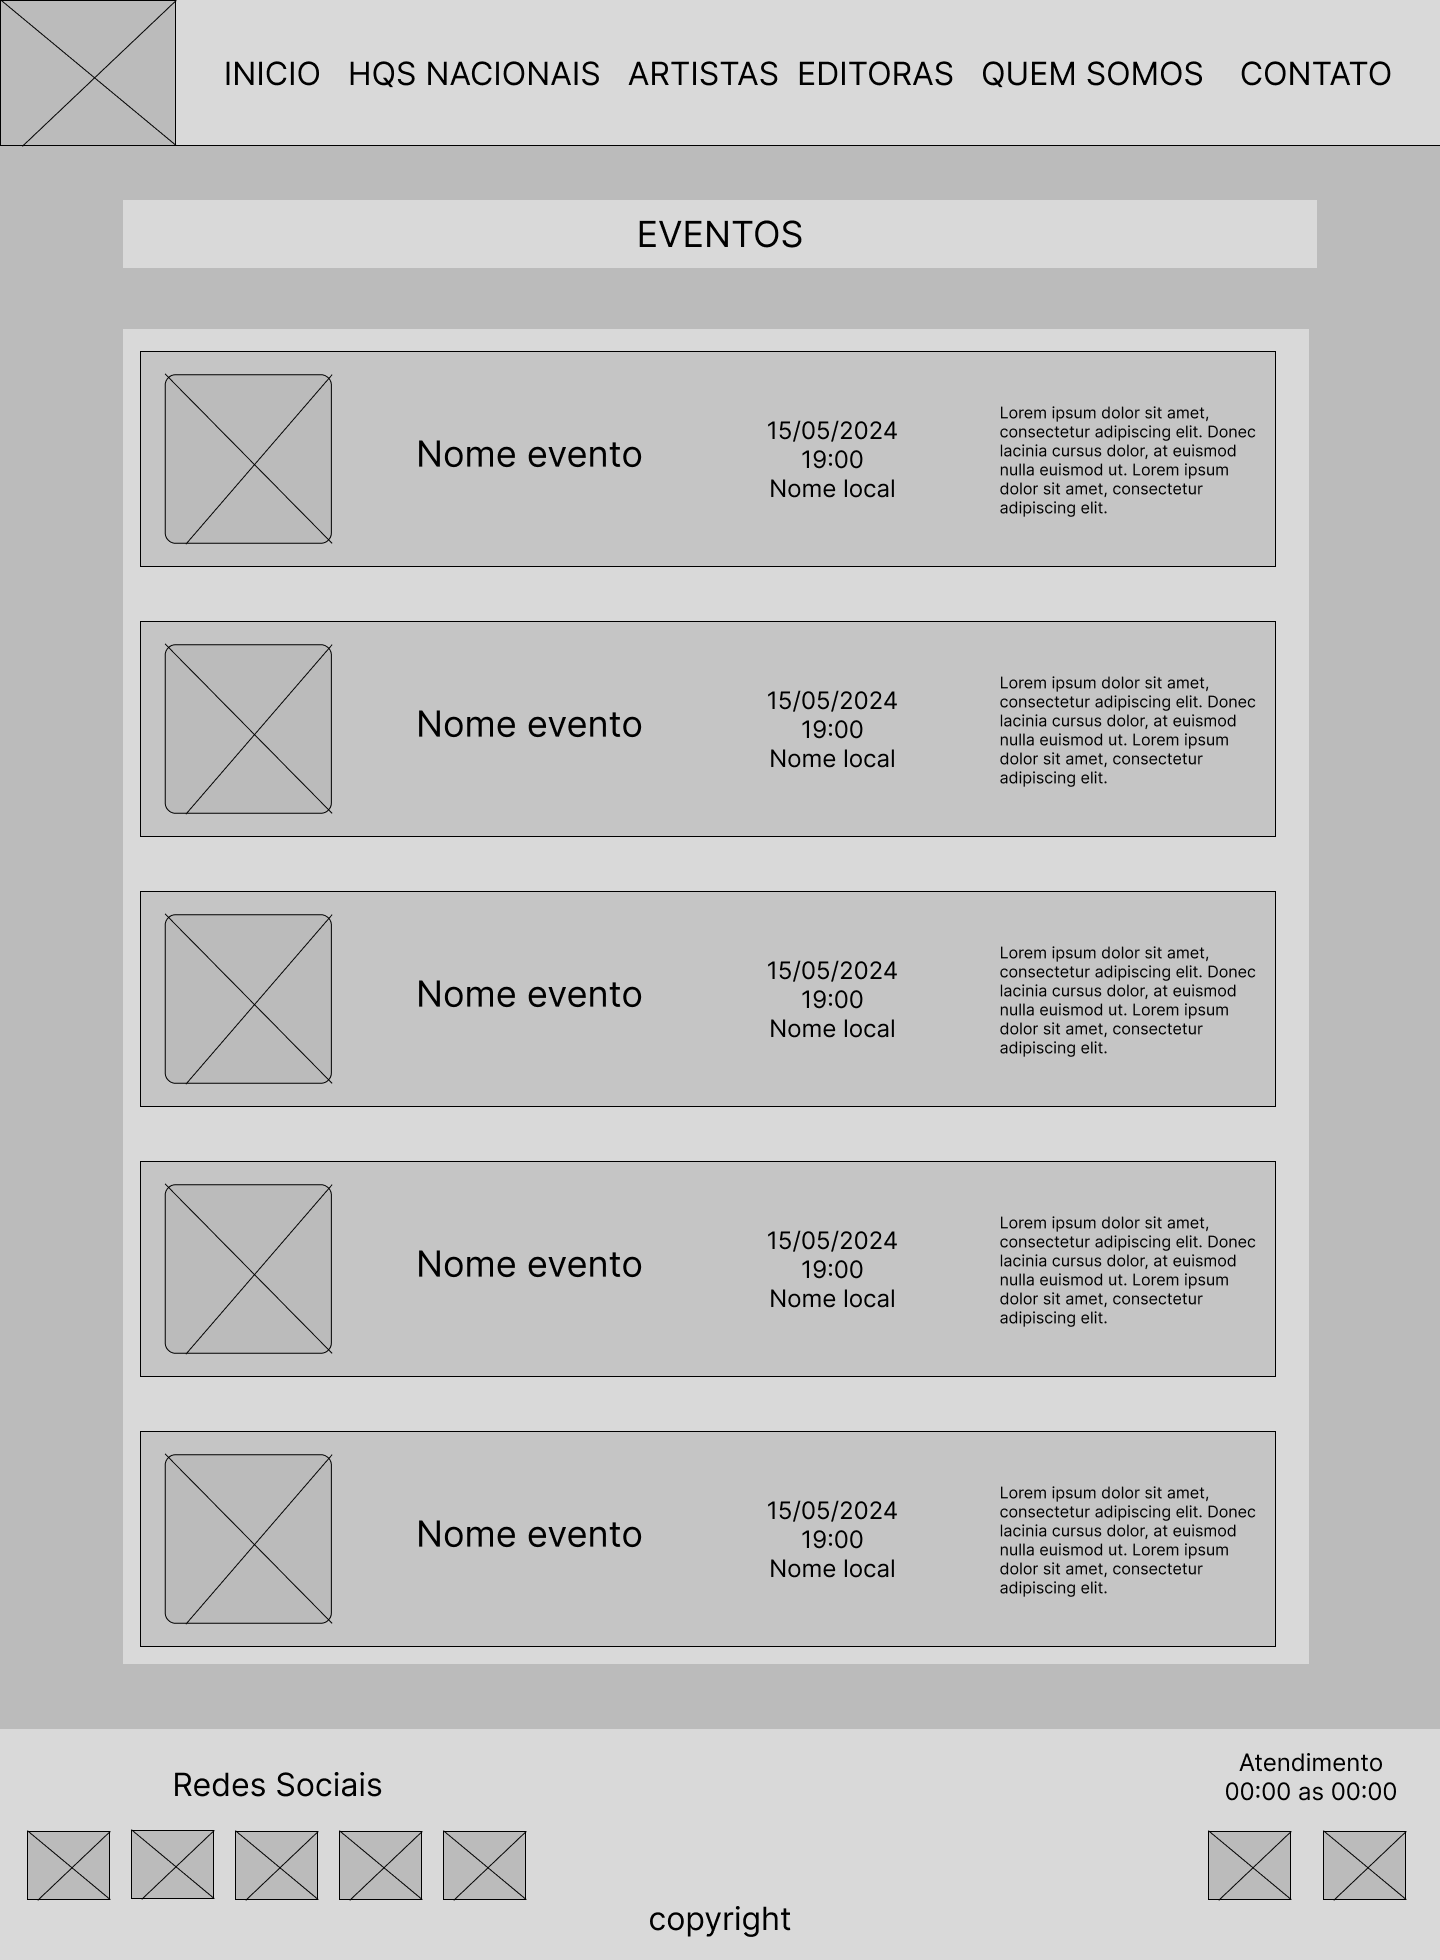 INICIO HQS NACIONAIS ARTISTAS EDITORAS QUEM SOMOS CONTATO
EVENTOS
Nome evento
15/05/2024
19:00
Nome local
Lorem ipsum dolor sit amet,
consectetur adipiscing elit. Donec
lacinia cursus dolor, at euismod
nulla euismod ut. Lorem ipsum
dolor sit amet, consectetur
adipiscing elit.
Nome evento
15/05/2024
19:00
Nome local
Lorem ipsum dolor sit amet,
consectetur adipiscing elit. Donec
lacinia cursus dolor, at euismod
nulla euismod ut. Lorem ipsum
dolor sit amet, consectetur
adipiscing elit.
Nome evento
15/05/2024
19:00
Nome local
Lorem ipsum dolor sit amet,
consectetur adipiscing elit. Donec
lacinia cursus dolor, at euismod
nulla euismod ut. Lorem ipsum
dolor sit amet, consectetur
adipiscing elit.
Nome evento
15/05/2024
19:00
Nome local
Lorem ipsum dolor sit amet,
consectetur adipiscing elit. Donec
lacinia cursus dolor, at euismod
nulla euismod ut. Lorem ipsum
dolor sit amet, consectetur
adipiscing elit.
Nome evento
15/05/2024
19:00
Nome local
Lorem ipsum dolor sit amet,
consectetur adipiscing elit. Donec
lacinia cursus dolor, at euismod
nulla euismod ut. Lorem ipsum
dolor sit amet, consectetur
adipiscing elit.
Redes Sociais
Atendimento
00:00 as 00:00
copyright